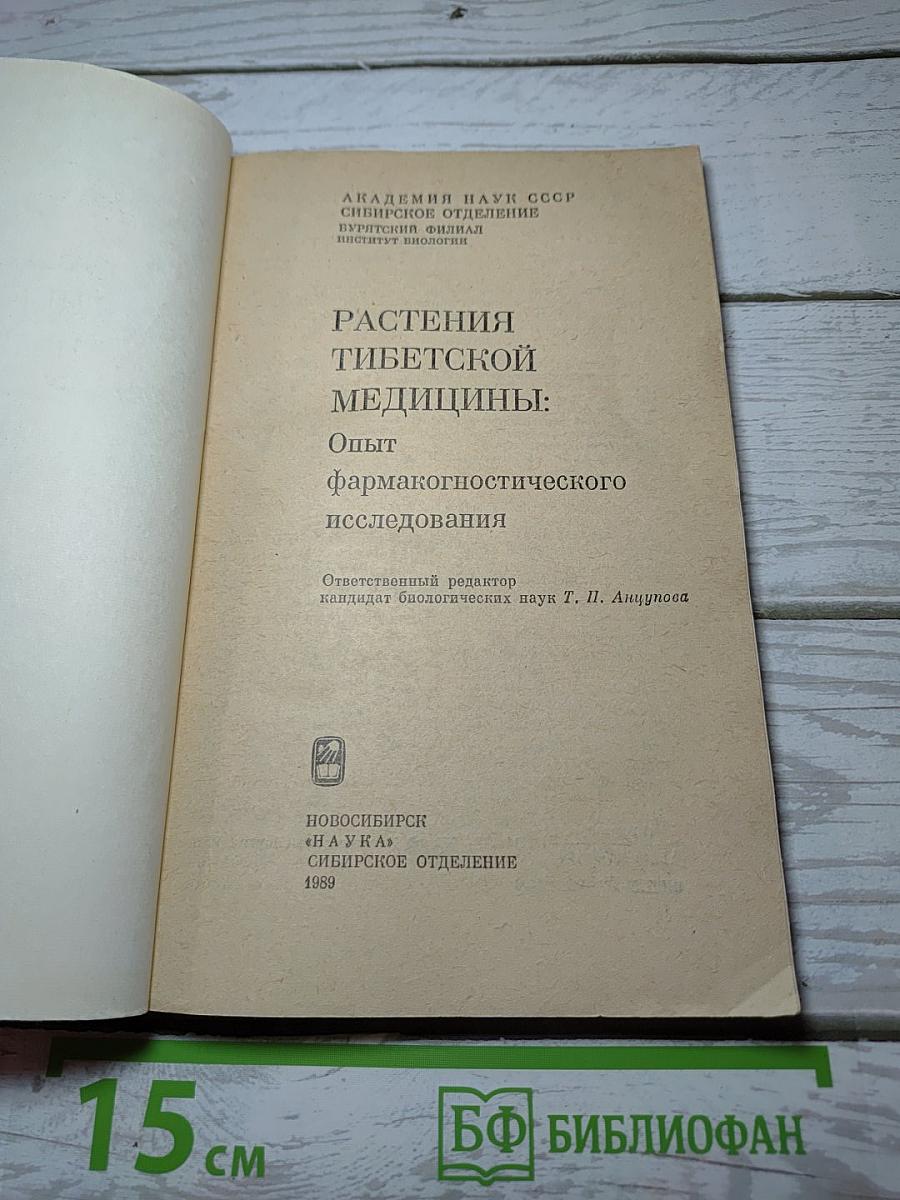 АКАДЕМИЯ НАУК СССР
СИБИРСКОЕ ОТДЕЛЕНИЕ
БУРЯТСКИЙ ФИЛИАЛ
ИНСТИТУТ БИОЛОГИИ
РАСТЕНИЯ
ТИБЕТСКОЙ
МЕДИЦИНЫ:
Опыт
фармакогностического
исследования
Ответственный редактор
кандидат биологических наук Т. П. Анцупова
НОВОСИБИРСК
«НАУКА»
СИБИРСКОЕ ОТДЕЛЕНИЕ
1989
15 см
БФ БИБЛИОФАН